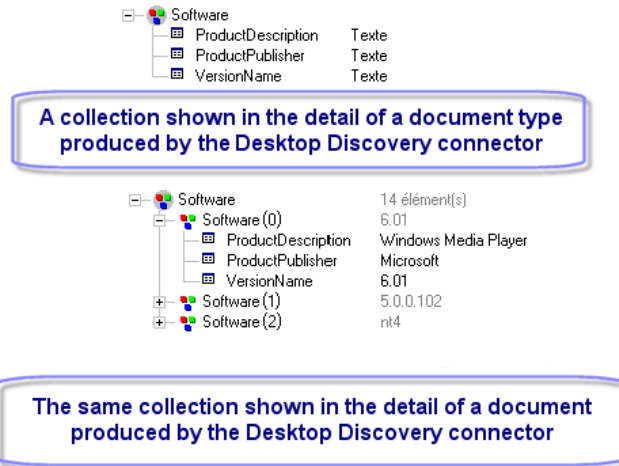 Software
ProductDescription Texte
ProductPublisher Texte
VersionName Texte
A collection shown in the detail of a document type
produced by the Desktop Discovery connector
Software 14 élément(s)
Software (0) 6.01
ProductDescription Windows Media Player
ProductPublisher Microsoft
VersionName 6.01
Software (1) 5.0.0.102
Software (2) nt4
The same collection shown in the detail of a document
produced by the Desktop Discovery connector